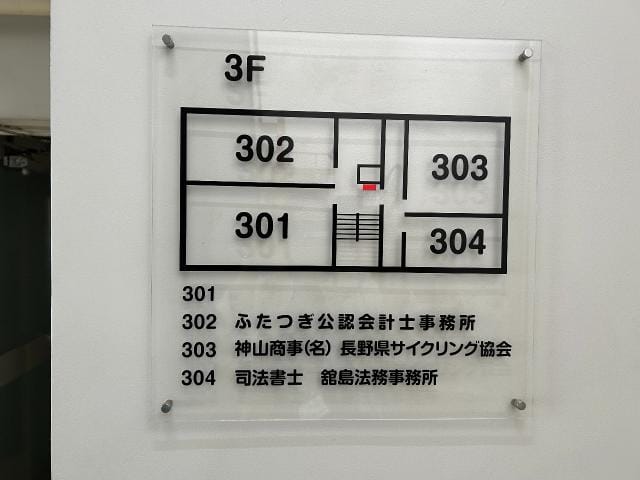 3F
302
303
301
304
301
302 ふたつぎ公認会計士事務所
303 神山商事(名) 長野県サイクリング協会
304 司法書士 舘島法務事務所